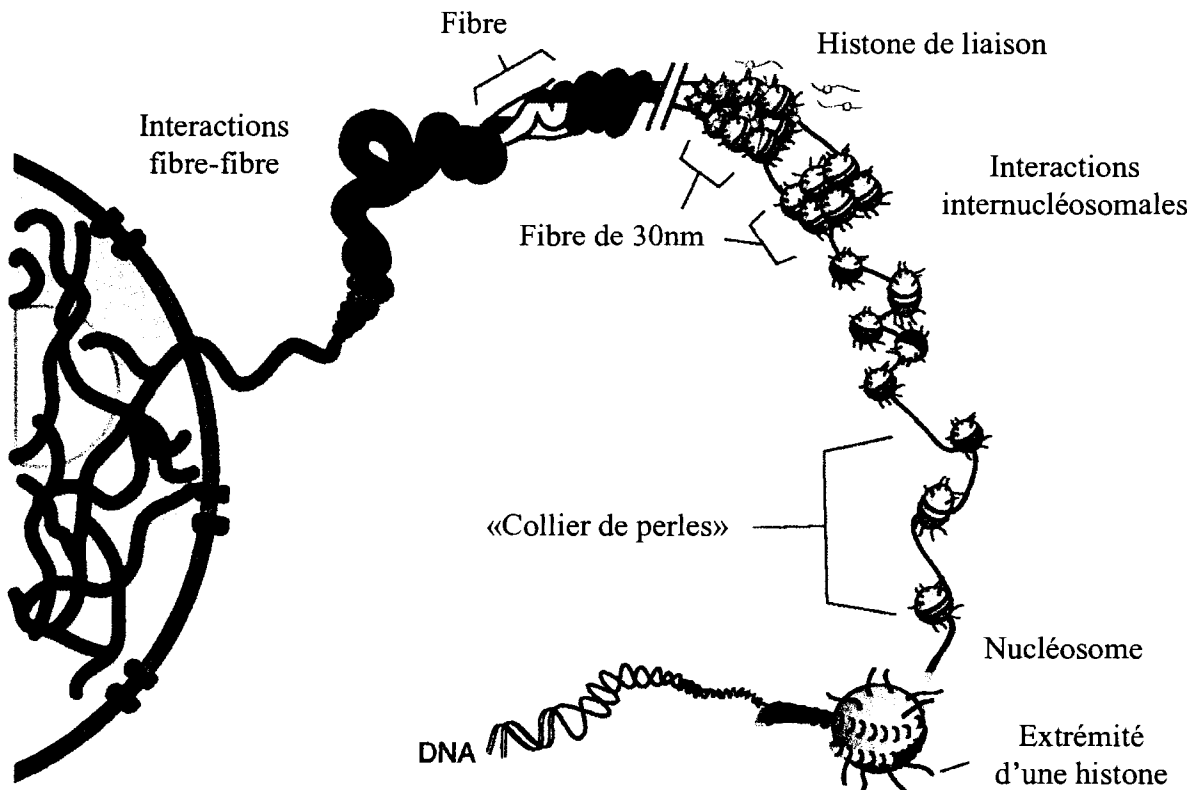 Fibre
Histone de liaison
Interactions
fibre-fibre
Interactions
internucléosomales
Fibre de 30nm
«Collier de perles»
Nucléosome
DNA
Extrémité
d'une histone